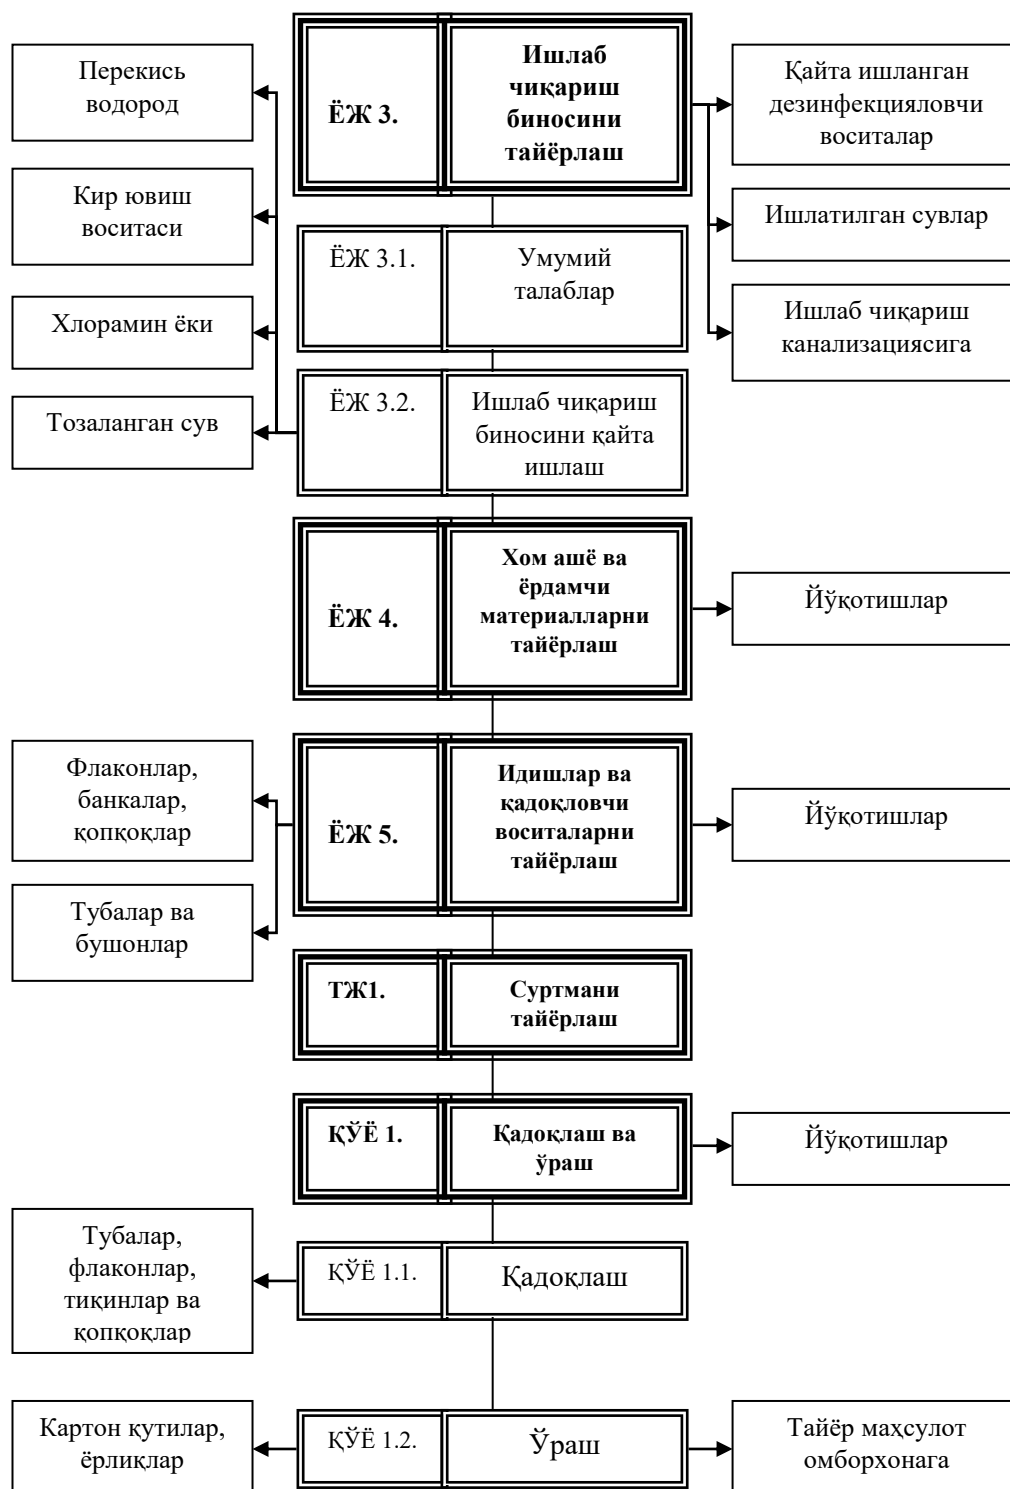 Перекись
водород
ЁЖ 3.
Ишлаб
чиқариш
биносини
тайёрлаш
Қайта ишланган
дезинфекцияловчи
воситалар
Кир ювиш
воситаси
Ишлатилган сувлар
ЁЖ 3.1.
Умумий
талаблар
Хлорамин ёки
Ишлаб чиқариш
канализациясига
Тозаланган сув
ЁЖ 3.2.
Ишлаб чиқариш
биносини қайта
ишлаш
ЁЖ 4.
Хом ашё ва
ёрдамчи
материалларни
тайёрлаш
Йўқотишлар
Флаконлар,
банкалар,
қопқоқлар
ЁЖ 5.
Идишлар ва
қадоқловчи
воситаларни
тайёрлаш
Йўқотишлар
Тубалар ва
бушонлар
ТЖ1.
Суртмани
тайёрлаш
ҚЎЁ 1.
Қадоқлаш ва
ўраш
Йўқотишлар
Тубалар,
флаконлар,
тиқинлар ва
қопқоқлар
ҚЎЁ 1.1.
Қадоқлаш
Картон қутилар,
ёрлиқлар
ҚЎЁ 1.2.
Ўраш
Тайёр маҳсулот
омборхонага